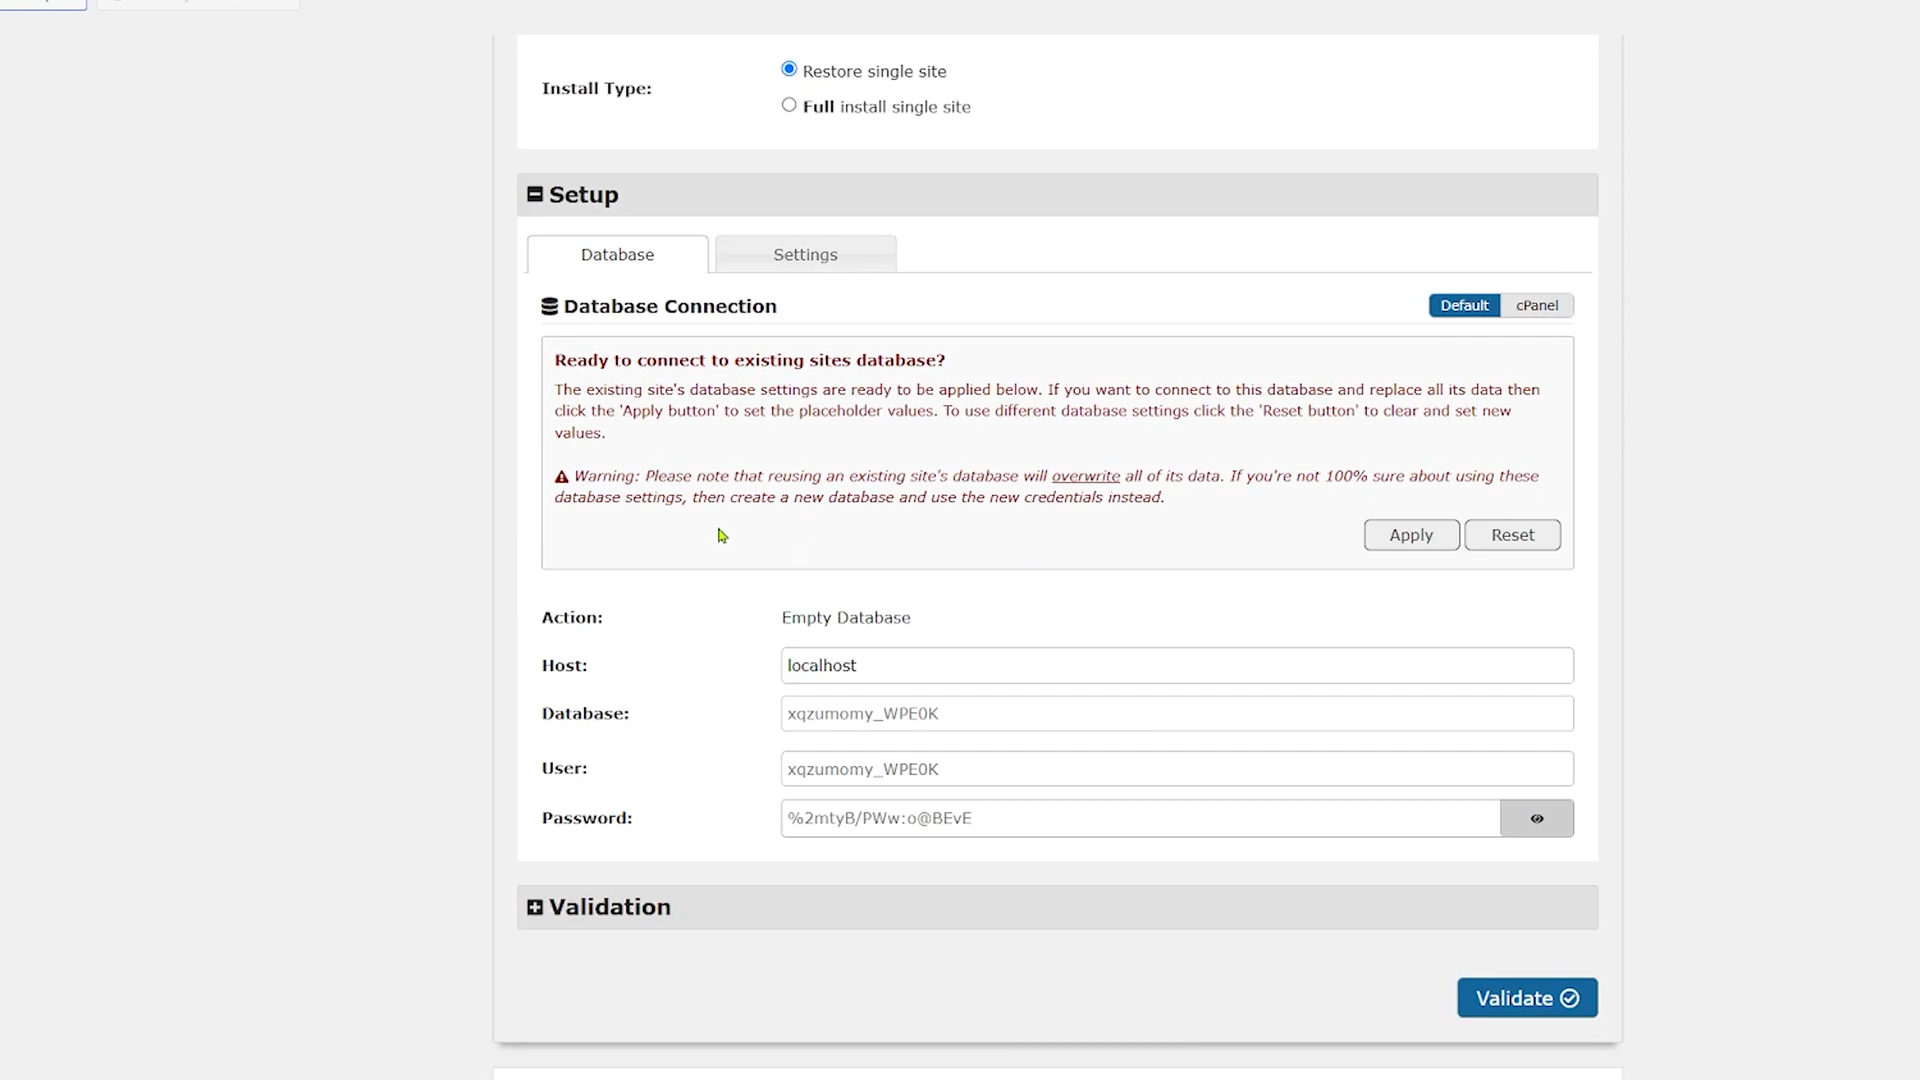 Install Type:
Restore single site
Full install single site
Setup
Database
Settings
Database Connection
Default
cPanel
Ready to connect to existing sites database?
The existing site's database settings are ready to be applied below. If you want to connect to this database and replace all its data then
click the 'Apply button' to set the placeholder values. To use different database settings click the 'Reset button' to clear and set new
values.
Warning: Please note that reusing an existing site's database will overwrite all of its data. If you're not 100% sure about using these
database settings, then create a new database and use the new credentials instead.
Apply
Reset
Action:
Empty Database
Host:
localhost
Database:
xqzumomy_WPE0K
User:
xqzumomy_WPE0K
Password:
%2mtyB/PWw:o@BEvE
Validation
Validate